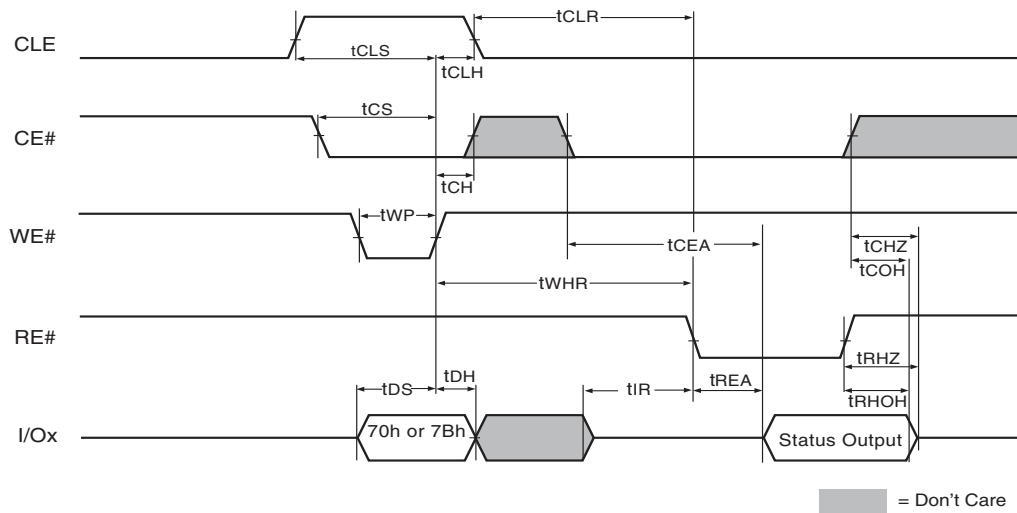 tCLR
CLE
tCLS
tCLH
tCS
CE#
tCH
tWP
WE#
tCEA
tCHZ
tCOH
tWHR
RE#
tRHZ
tDS
tDH
tIR
tREA
tRHOH
I/Ox
70h or 7Bh
Status Output
= Don't Care